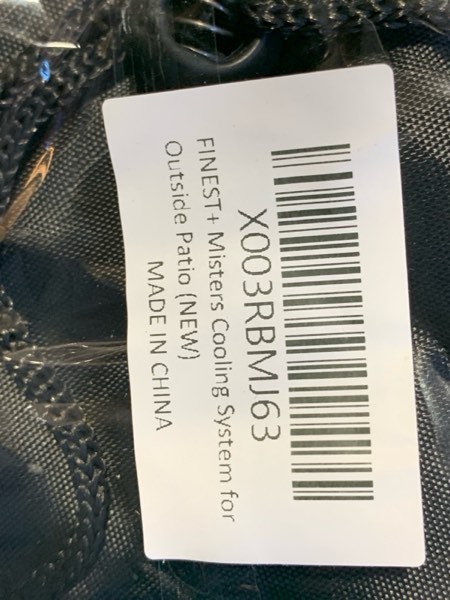 X003RBMJ63
FINEST+ Misters Cooling System for
Outside Patio (NEW)
MADE IN CHINA